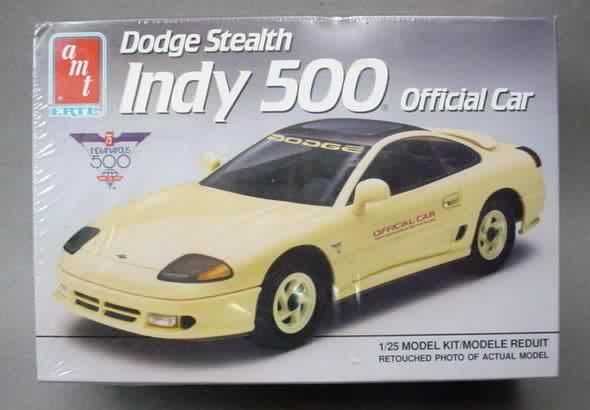 amt
ERTL
Dodge Stealth
Indy 500 Official Car
75
INDIANAPOLIS
500
DODGE
OFFICIAL CAR
1/25 MODEL KIT/MODELE REDUIT
RETOUCHED PHOTO OF ACTUAL MODEL